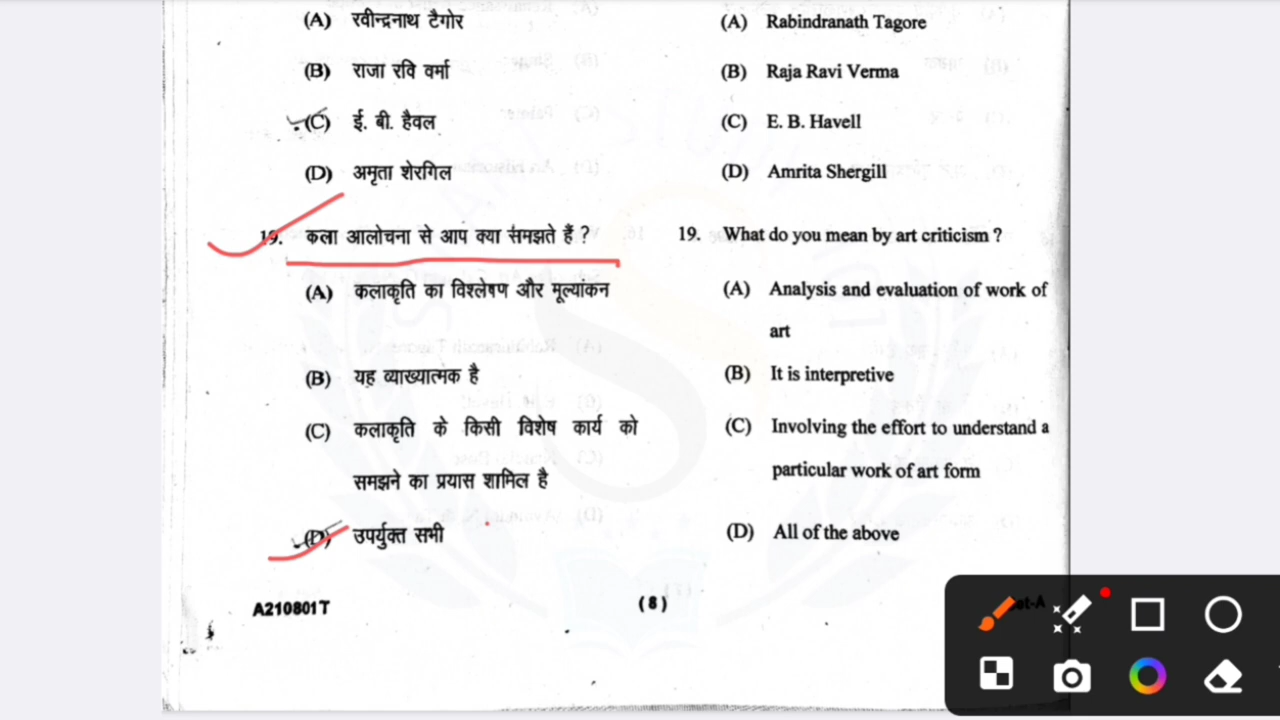 (A) रवीन्द्रनाथ टैगोर
(B) राजा रवि वर्मा
(C) ई. बी. हैवल
(D) अमृता शेरगिल
19. कला आलोचना से आप क्या समझते हैं ?
(A) कलाकृति का विश्लेषण और मूल्यांकन
(B) यह व्याख्यात्मक है
(C) कलाकृति के किसी विशेष कार्य को
समझने का प्रयास शामिल है
(D) उपर्युक्त सभी
(A) Rabindranath Tagore
(B) Raja Ravi Verma
(C) E. B. Havell
(D) Amrita Shergill
19. What do you mean by art criticism ?
(A) Analysis and evaluation of work of
art
(B) It is interpretive
(C) Involving the effort to understand a
particular work of art form
(D) All of the above
A210801T
(8)